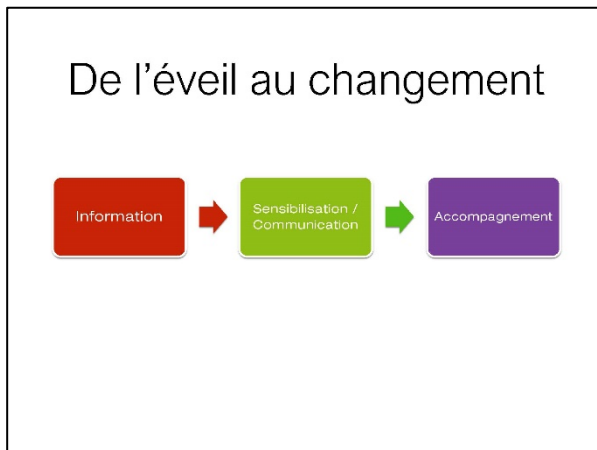 De l'éveil au changement
Information
Sensibilisation /
Communication
Accompagnement